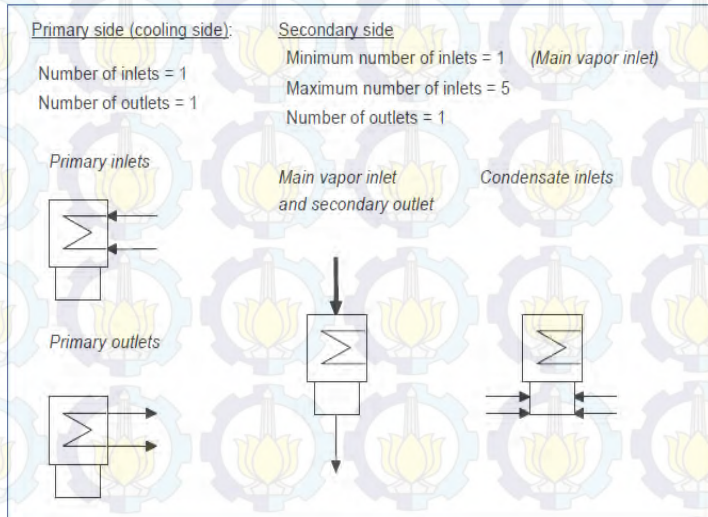 Primary side (cooling side):
Number of inlets = 1
Number of outlets = 1
Secondary side
Minimum number of inlets = 1 (Main vapor inlet)
Maximum number of inlets = 5
Number of outlets = 1
Primary inlets
Main vapor inlet
and secondary outlet
Condensate inlets
Primary outlets